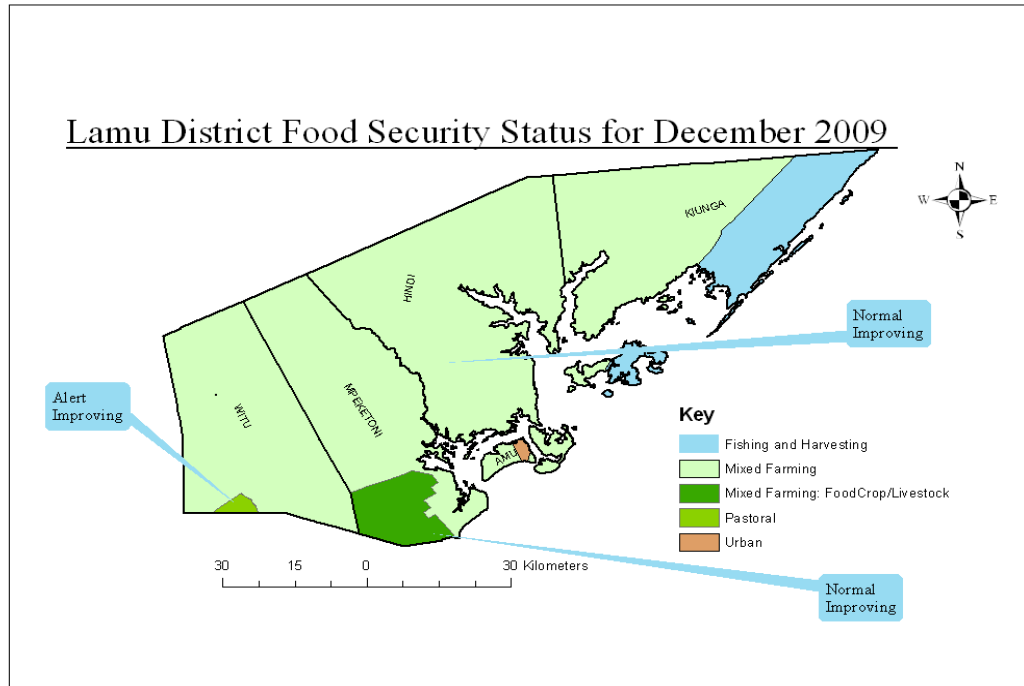 Lamu District Food Security Status for December 2009
N
W E
S
KIUNGA
HINDI
Normal
Improving
Alert
Improving
WITU
MPEKETONI
AMU
Key
Fishing and Harvesting
Mixed Farming
Mixed Farming: FoodCrop/Livestock
Pastoral
Urban
30 15 0 30 Kilometers
Normal
Improving